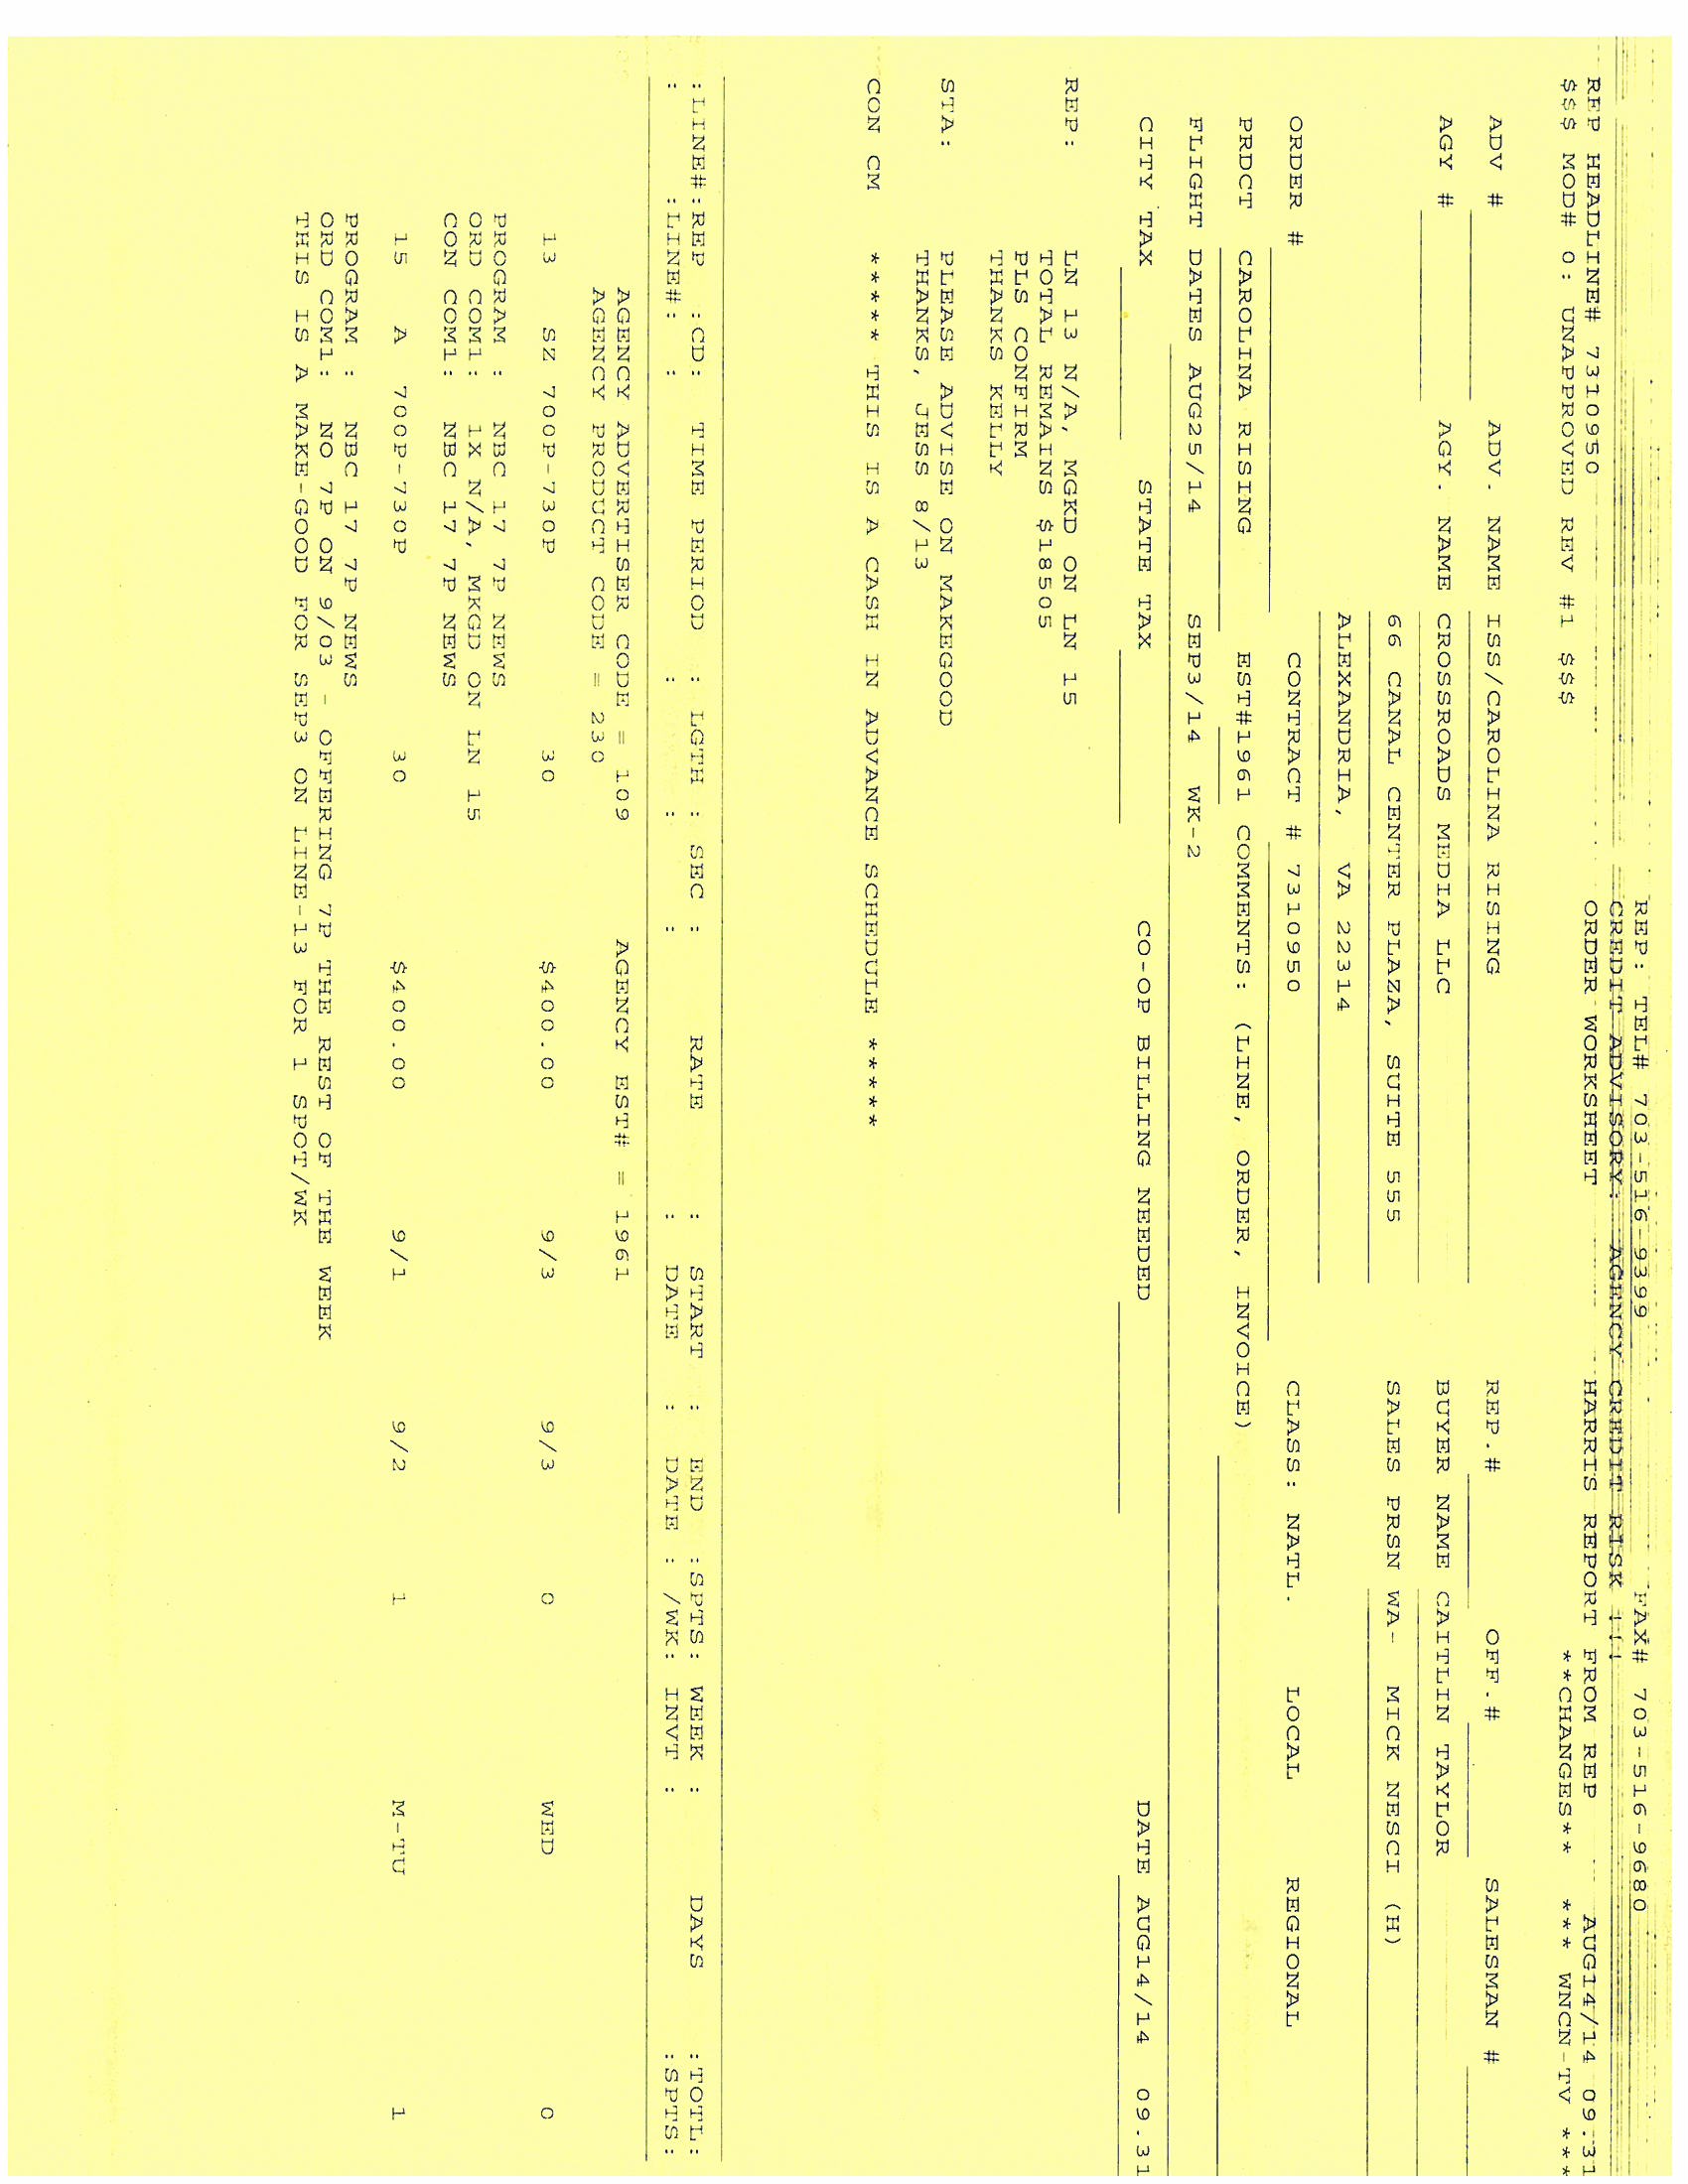 REP: TEL# 703-516-9399 FAX# 703-516-9680
CREDIT ADVISORY: AGENCY CREDIT RISK !!!
ORDER WORKSHEET HARRIS REPORT FROM REP AUG14/14 09.31
REP HEADLINE# 7310950
$$$ MOD# 0: UNAPPROVED REV #1 $$$ **CHANGES** *** WNCN-TV ***
ADV # ADV. NAME ISS/CAROLINA RISING REP.# OFF.# SALESMAN #
AGY # AGY. NAME CROSSROADS MEDIA LLC BUYER NAME CAITLIN TAYLOR
66 CANAL CENTER PLAZA, SUITE 555 SALES PRSN WA- MICK NESCI (H)
ALEXANDRIA, VA 22314
ORDER # CONTRACT # 7310950 CLASS: NATL. LOCAL REGIONAL
PRDCT CAROLINA RISING EST#1961 COMMENTS: (LINE, ORDER, INVOICE)
FLIGHT DATES AUG25/14 SEP3/14 WK-2
CITY TAX STATE TAX CO-OP BILLING NEEDED DATE AUG14/14 09.31
REP: LN 13 N/A, MGKD ON LN 15
TOTAL REMAINS $18505
PLS CONFIRM
THANKS KELLY
STA: PLEASE ADVISE ON MAKEGOOD
THANKS, JESS 8/13
CON CM ***** THIS IS A CASH IN ADVANCE SCHEDULE *****
:LINE#:REP :CD: TIME PERIOD : LGTH : SEC : RATE : START : END :SPTS: WEEK : DAYS :TOTL:
: :LINE#: : : : : : DATE : DATE : /WK: INVT : :SPTS:
AGENCY ADVERTISER CODE = 109 AGENCY EST# = 1961
AGENCY PRODUCT CODE = 230
13 SZ 700P-730P 30 $400.00 9/3 9/3 0 WED 0
PROGRAM : NBC 17 7P NEWS
ORD COM1: 1X N/A, MKGD ON LN 15
CON COM1: NBC 17 7P NEWS
15 A 700P-730P 30 $400.00 9/1 9/2 1 M-TU 1
PROGRAM : NBC 17 7P NEWS
ORD COM1: NO 7P ON 9/03 - OFFERING 7P THE REST OF THE WEEK
THIS IS A MAKE-GOOD FOR SEP3 ON LINE-13 FOR 1 SPOT/WK